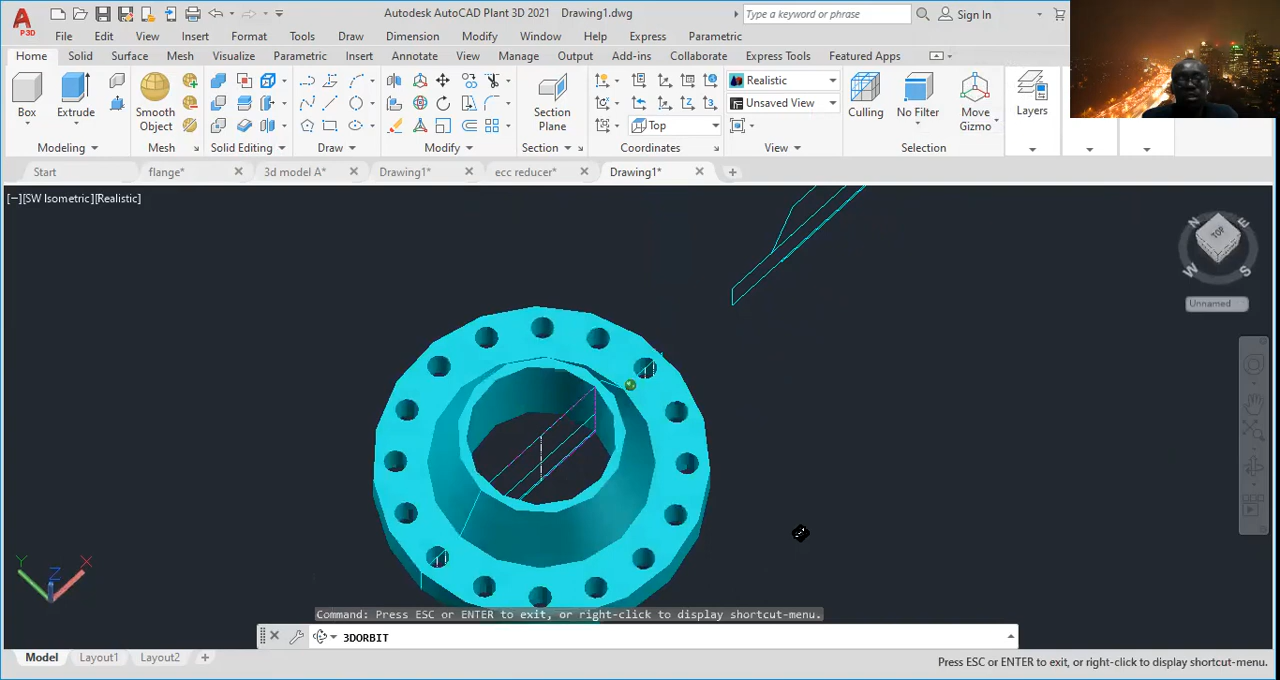 Autodesk AutoCAD Plant 3D 2021 Drawing1.dwg
Type a keyword or phrase
Sign In
A
P3D
File Edit View Insert Format Tools Draw Dimension Modify Window Help Express Parametric
Home Solid Surface Mesh Visualize Parametric Insert Annotate View Manage Output Add-ins Collaborate Express Tools Featured Apps
Realistic
Unsaved View
Top
Box
Extrude
Smooth
Object
Section
Plane
Culling
No Filter
Move
Gizmo
Layers
Modeling
Mesh
Solid Editing
Draw
Modify
Section
Coordinates
View
Selection
Start
flange*
3d model A*
Drawing1*
ecc reducer*
Drawing1*
[−][SW Isometric][Realistic]
N
E
TOP
W
S
Unnamed
Y
Z
X
Command: Press ESC or ENTER to exit, or right-click to display shortcut-menu.
3DORBIT
Model Layout1 Layout2 +
Press ESC or ENTER to exit, or right-click to display shortcut-menu.